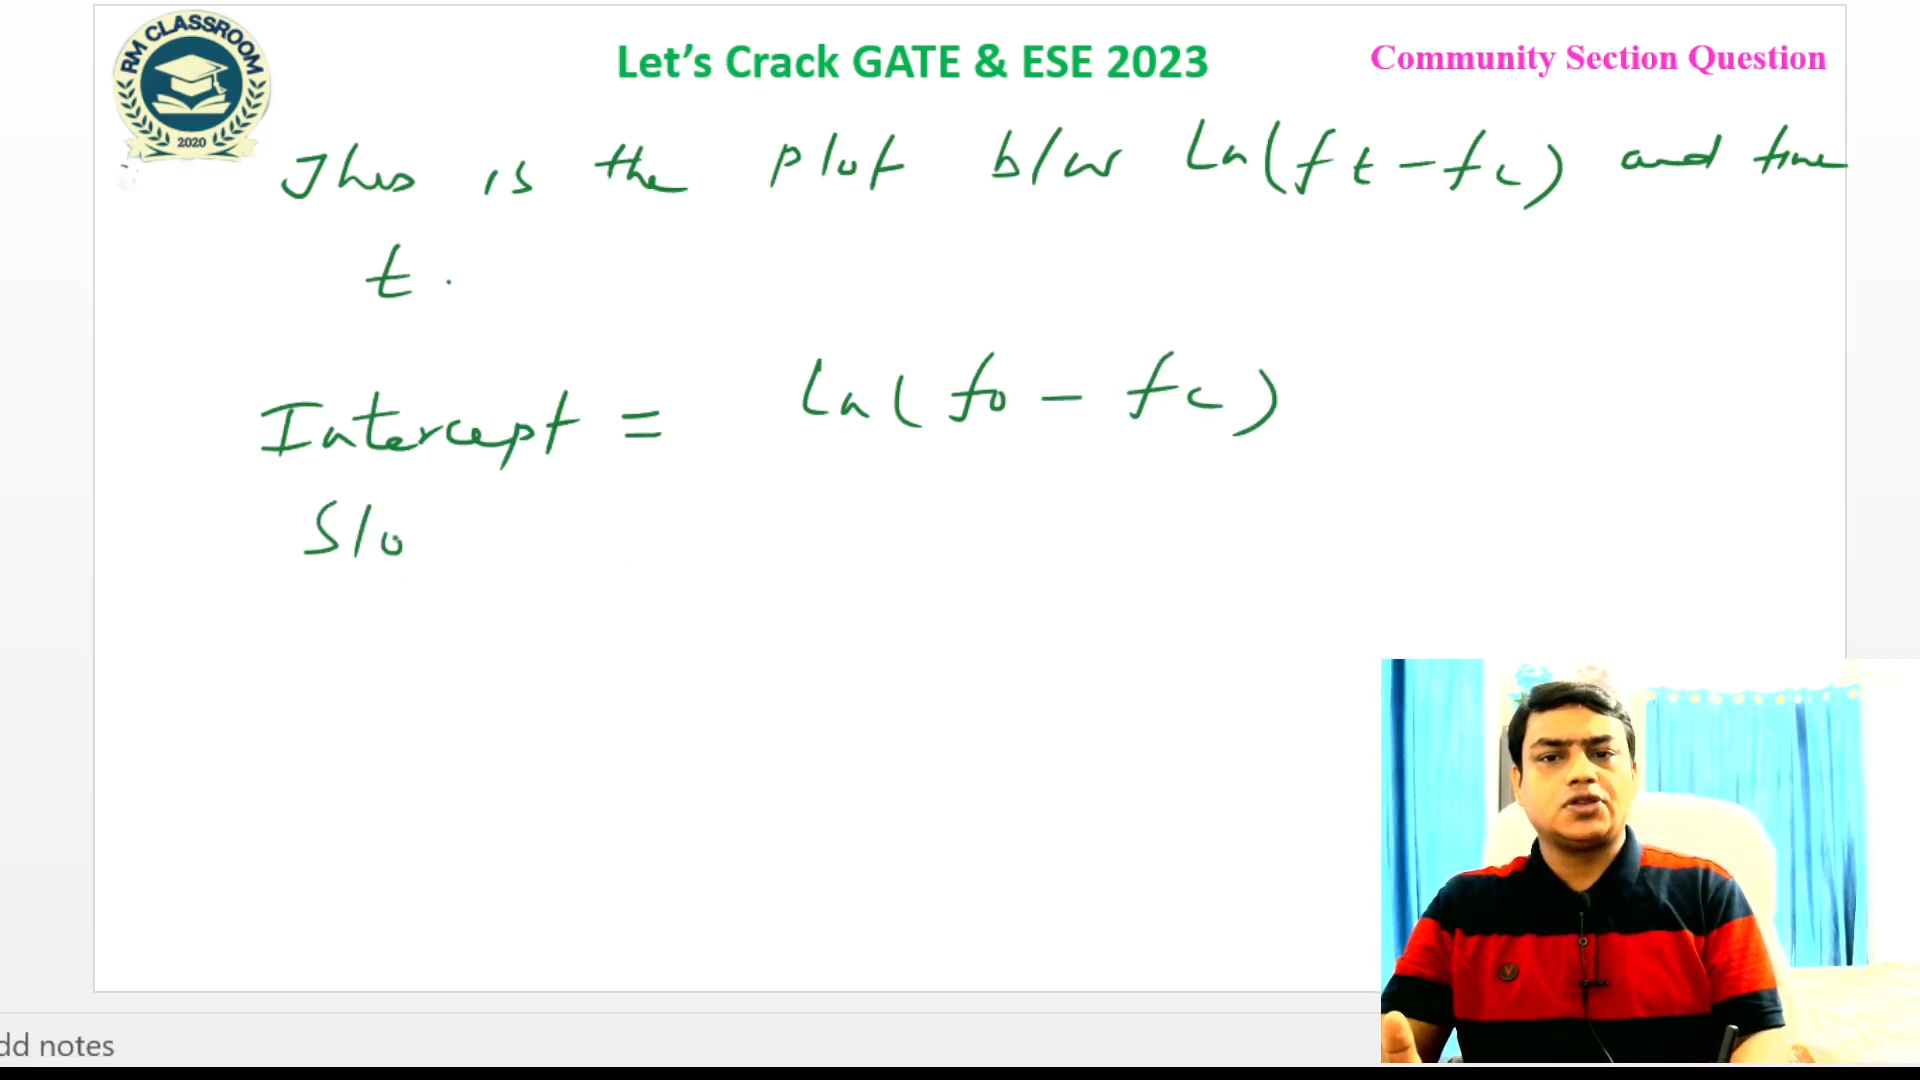 RM CLASSROOM
2020
Let's Crack GATE & ESE 2023
Community Section Question
This is the plot b/w Ln(ft-fc) and time
t.
Intercept = Ln(fo-fc)
Slo
dd notes